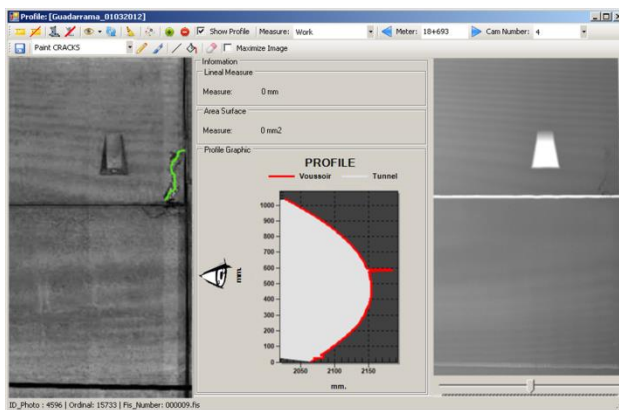 Profile: [Guadarrama_01032012]
Show Profile Measure: Work Meter: 18+693 Cam Number: 4
Paint CRACKS Maximize Image
Information
Lineal Measure
Measure: 0 mm
Area Surface
Measure: 0 mm2
Profile Graphic
PROFILE
Voussoir Tunnel
1000
900
800
700
600
mm.
500
400
300
200
100
0
2050 2100 2150
mm.
ID_Photo : 4596 | Ordinal: 15733 | Fis_Number: 000009.fis